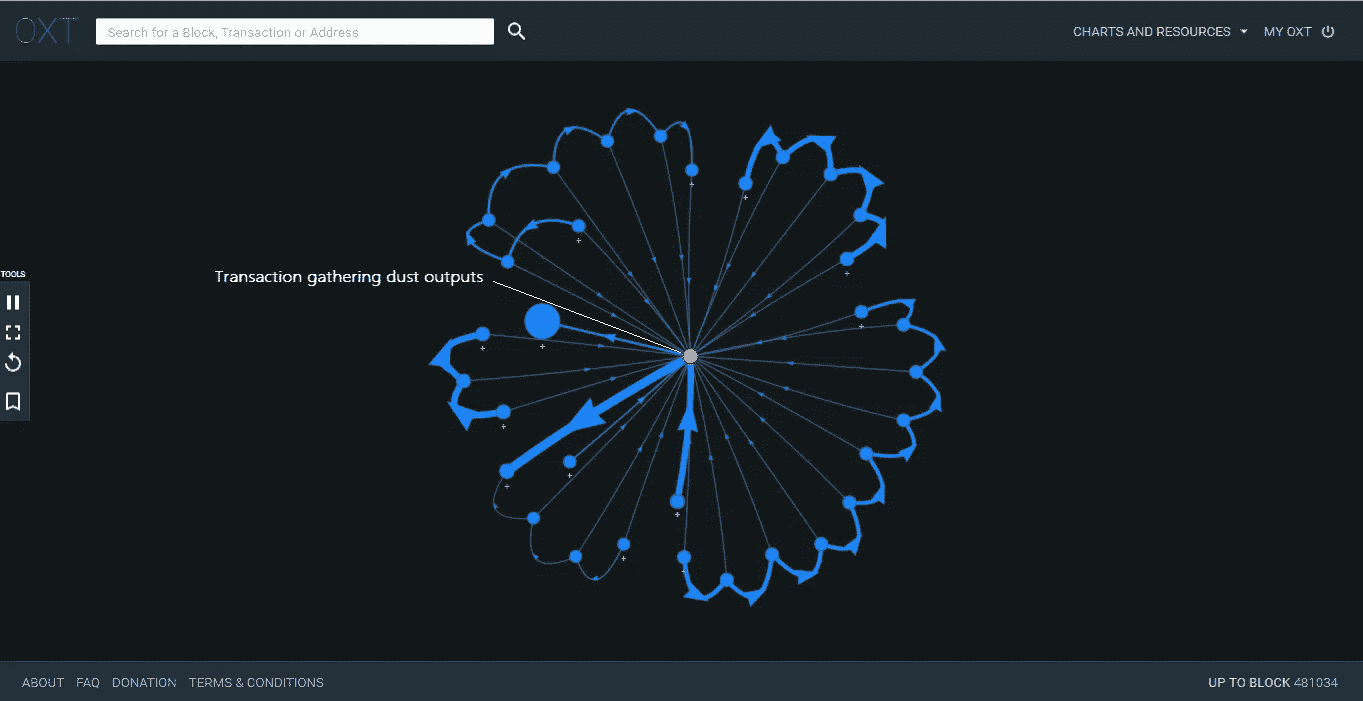 OXT
Search for a Block, Transaction or Address
CHARTS AND RESOURCES
MY OXT
Transaction gathering dust outputs
TOOLS
ABOUT FAQ DONATION TERMS & CONDITIONS
UP TO BLOCK 481034